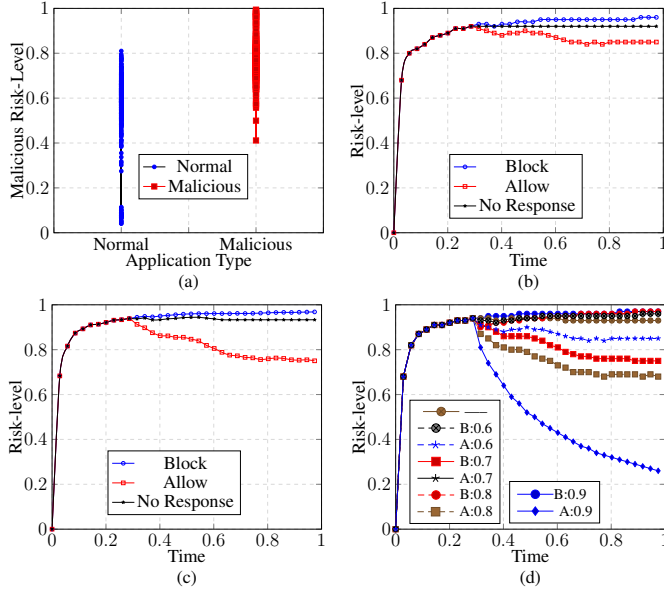 1
0.8
0.6
0.4
0.2
0
Malicious Risk-Level
Normal
Malicious
Normal
Malicious
Application Type
(a)
1
0.8
0.6
0.4
0.2
0
Risk-level
Block
Allow
No Response
0 0.2 0.4 0.6 0.8 1
Time
(b)
1
0.8
0.6
0.4
0.2
0
Risk-level
Block
Allow
No Response
0 0.2 0.4 0.6 0.8 1
Time
(c)
1
0.8
0.6
0.4
0.2
0
Risk-level
——
B:0.6
A:0.6
B:0.7
A:0.7
B:0.8
A:0.8
B:0.9
A:0.9
0 0.2 0.4 0.6 0.8 1
Time
(d)